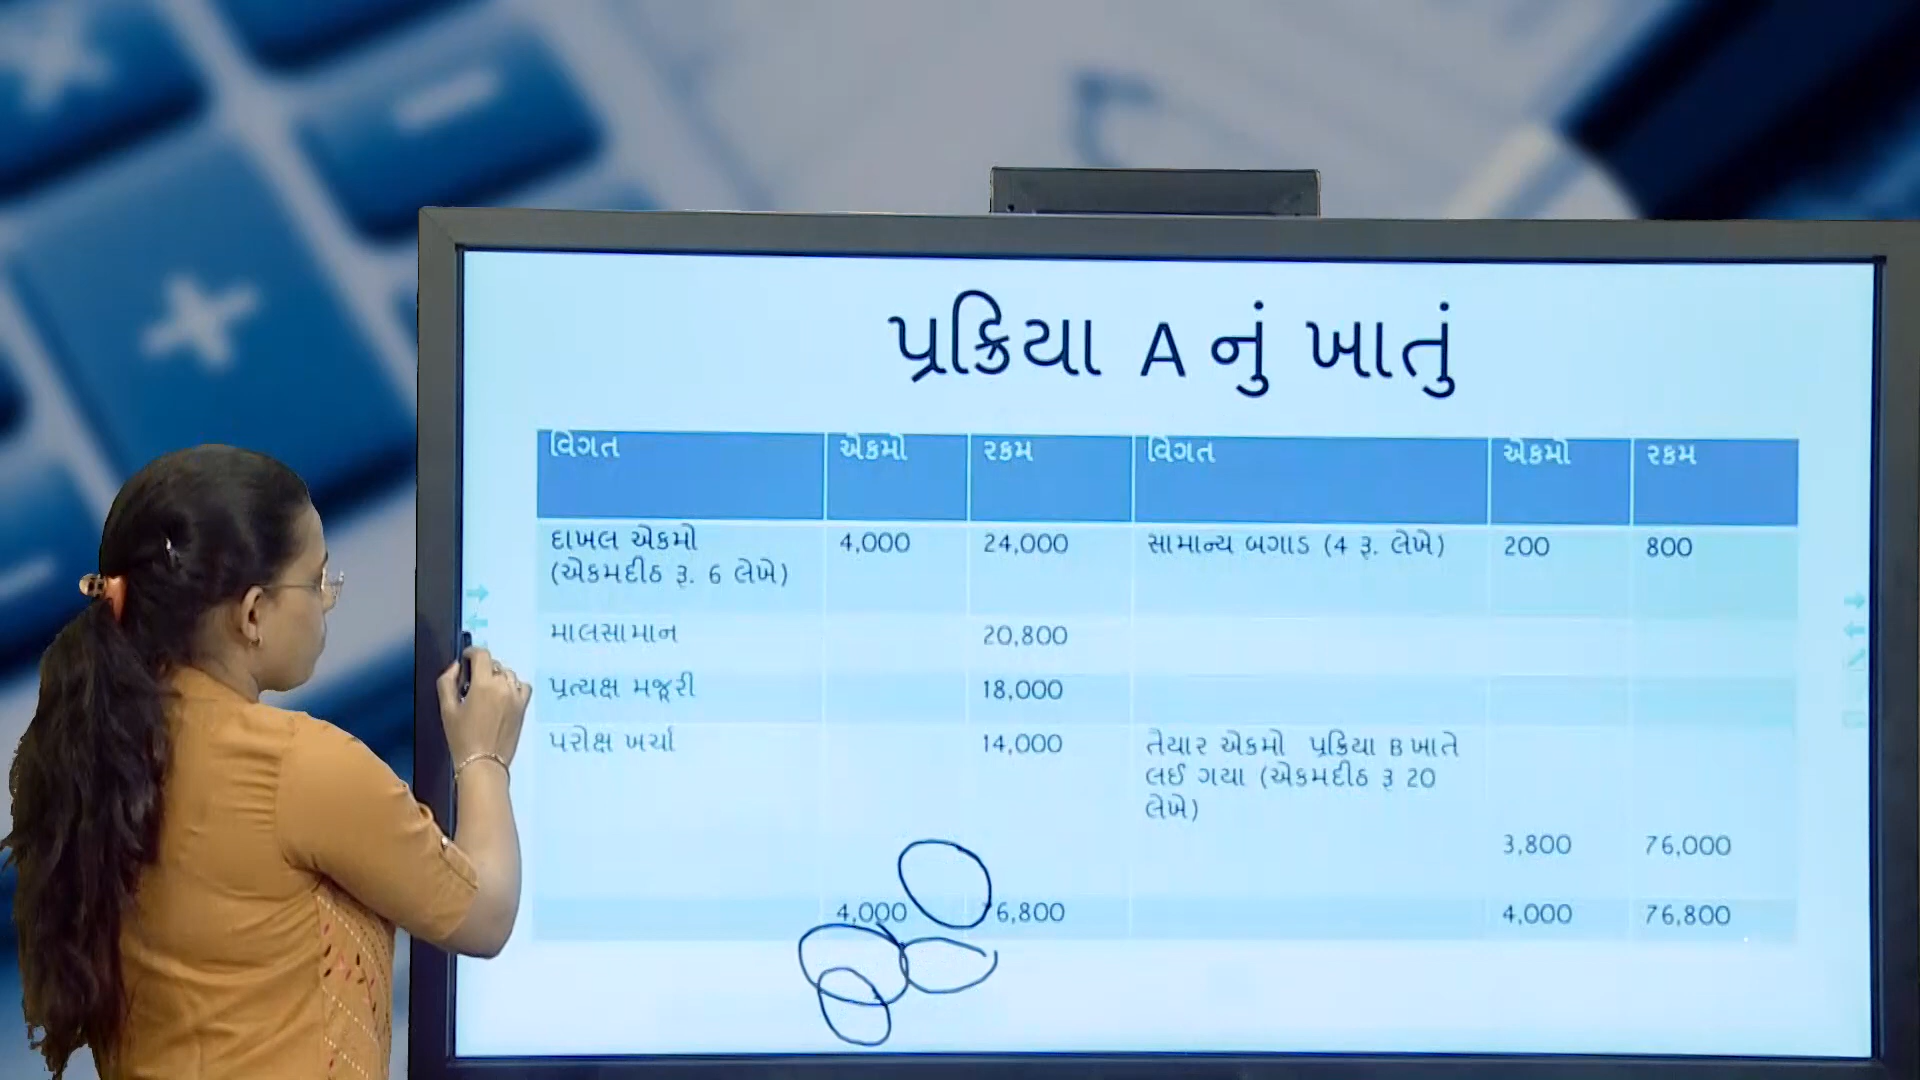 પ્રક્રિયા A નું ખાતું
વિગત એકમો રકમ વિગત એકમો રકમ
દાખલ એકમો 4,000 24,000 સામાન્ય બગાડ (4 રૂ. લેખે) 200 800
(એકમદીઠ રૂ. 6 લેખે)
માલસામાન 20,800
પ્રત્યક્ષ મજૂરી 18,000
પરોક્ષ ખર્ચા 14,000 તૈયાર એકમો પ્રક્રિયા B ખાતે
લઈ ગયા (એકમદીઠ રૂ 20
લેખે)
3,800 76,000
4,000 76,800 4,000 76,800